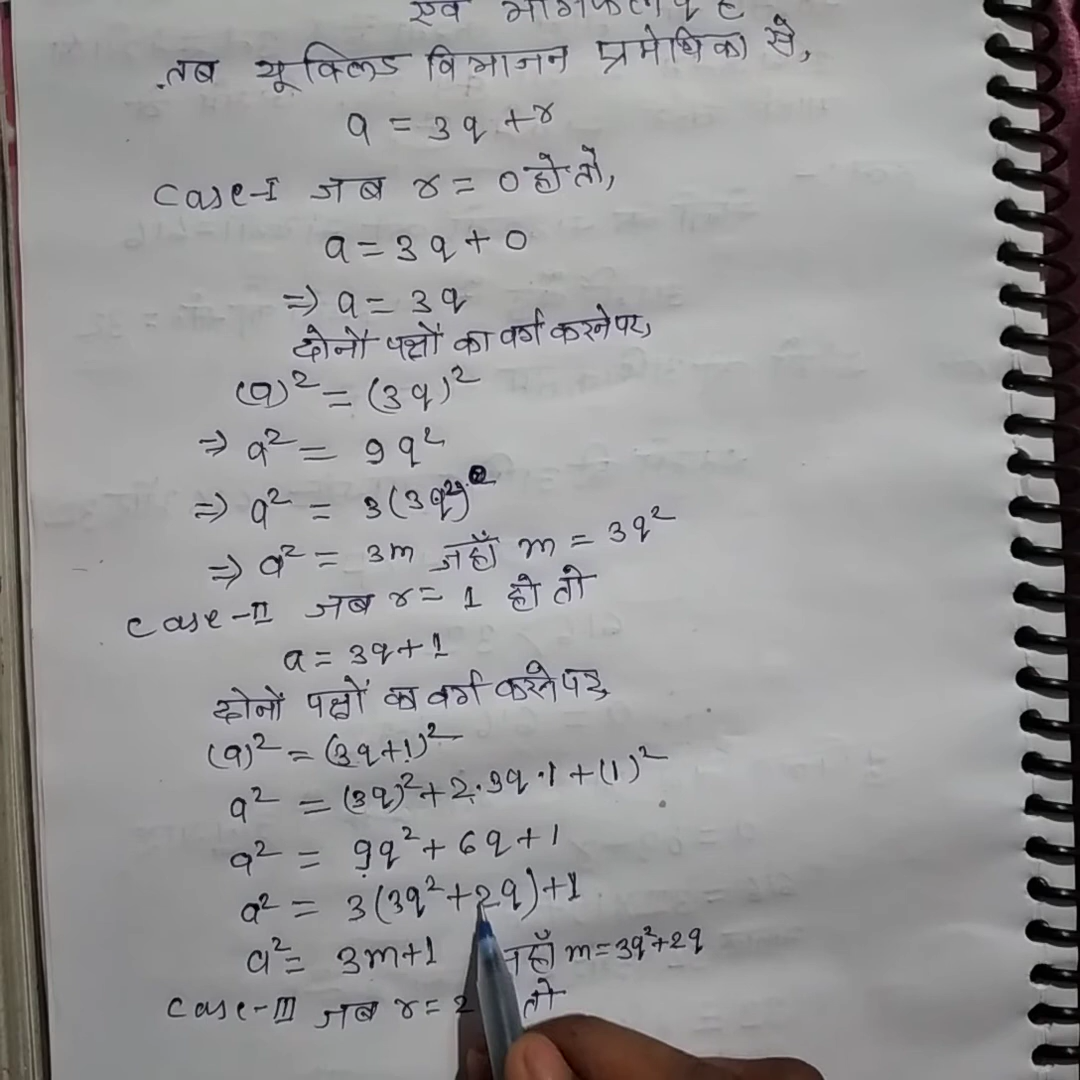 एवं भागफल q है
तब यूक्लिड विभाजन प्रमेयिका से,
a = 3q + r
Case-I जब r = 0 हो तो,
a = 3q + 0
⇒ a = 3q
दोनों पक्षों का वर्ग करने पर,
(a)² = (3q)²
⇒ a² = 9q²
⇒ a² = 3(3q²)
⇒ a² = 3m जहाँ m = 3q²
Case-II जब r = 1 हो तो
a = 3q+1
दोनों पक्षों का वर्ग करने पर,
(a)² = (3q+1)²
a² = (3q)²+2.3q.1+(1)²
a² = 9q²+6q+1
a² = 3(3q²+2q)+1
a² = 3m+1 जहाँ m=3q²+2q
Case-III जब r=2 तो